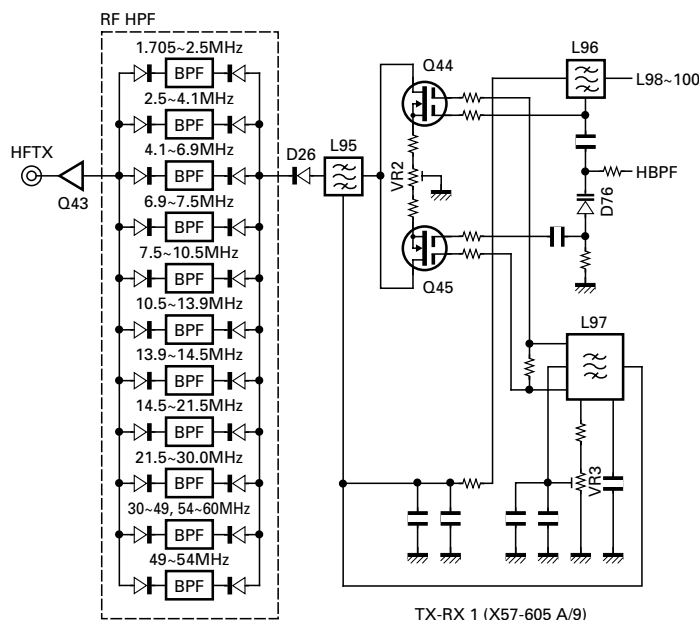 RF HPF
1.705~2.5MHz
BPF
2.5~4.1MHz
BPF
4.1~6.9MHz
BPF
6.9~7.5MHz
BPF
7.5~10.5MHz
BPF
10.5~13.9MHz
BPF
13.9~14.5MHz
BPF
14.5~21.5MHz
BPF
21.5~30.0MHz
BPF
30~49, 54~60MHz
BPF
49~54MHz
BPF
HFTX
Q43
D26
L95
Q44
VR2
Q45
L96
L98~100
HBPF
D76
L97
VR3
TX-RX 1 (X57-605 A/9)